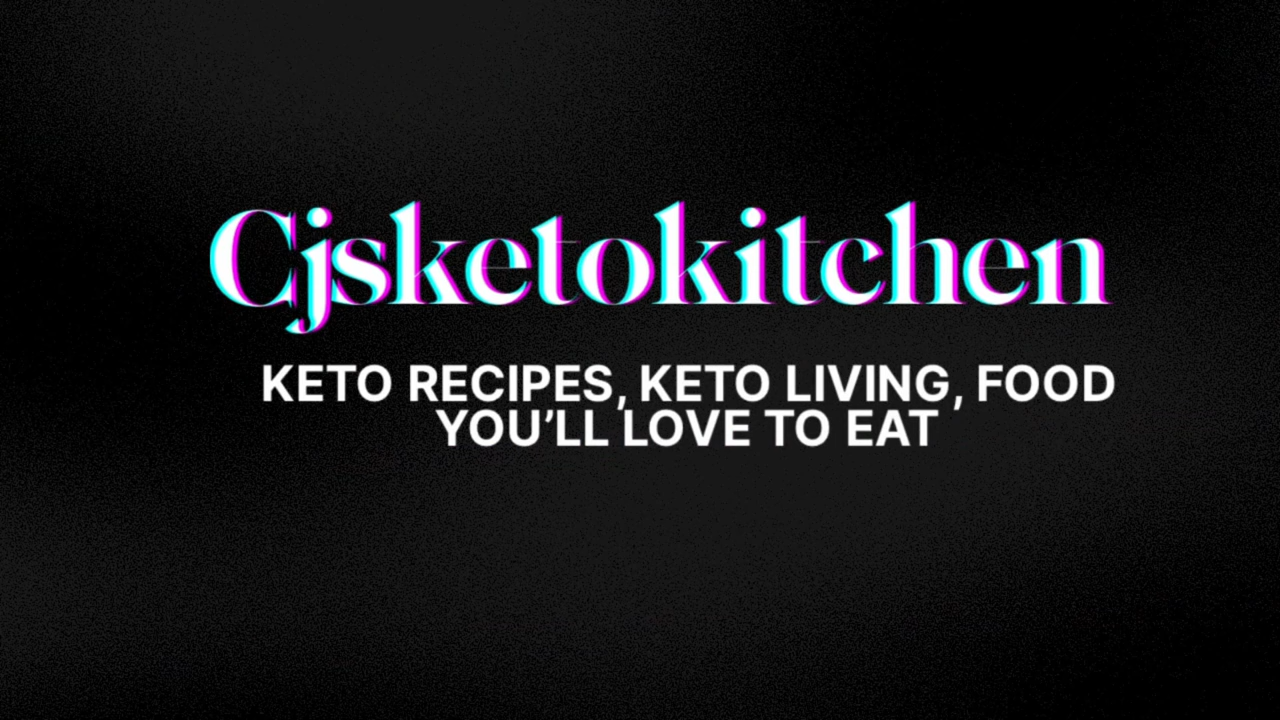 Cjsketokitchen
KETO RECIPES, KETO LIVING, FOOD
YOU’LL LOVE TO EAT